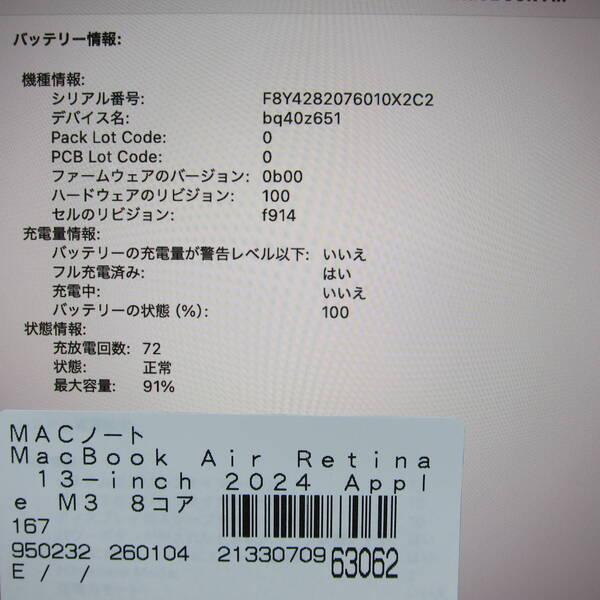 バッテリー情報:
機種情報:
シリアル番号: F8Y4282076010X2C2
デバイス名: bq40z651
Pack Lot Code: 0
PCB Lot Code: 0
ファームウェアのバージョン: 0b00
ハードウェアのリビジョン: 100
セルのリビジョン: f914
充電量情報:
バッテリーの充電量が警告レベル以下: いいえ
フル充電済み: はい
充電中: いいえ
バッテリーの状態 (%): 100
状態情報:
充放電回数: 72
状態: 正常
最大容量: 91%
MACノート
MacBook Air Retina
13-inch 2024 Appl
e M3 8コア
167
950232 260104 21330709 63062
E / /